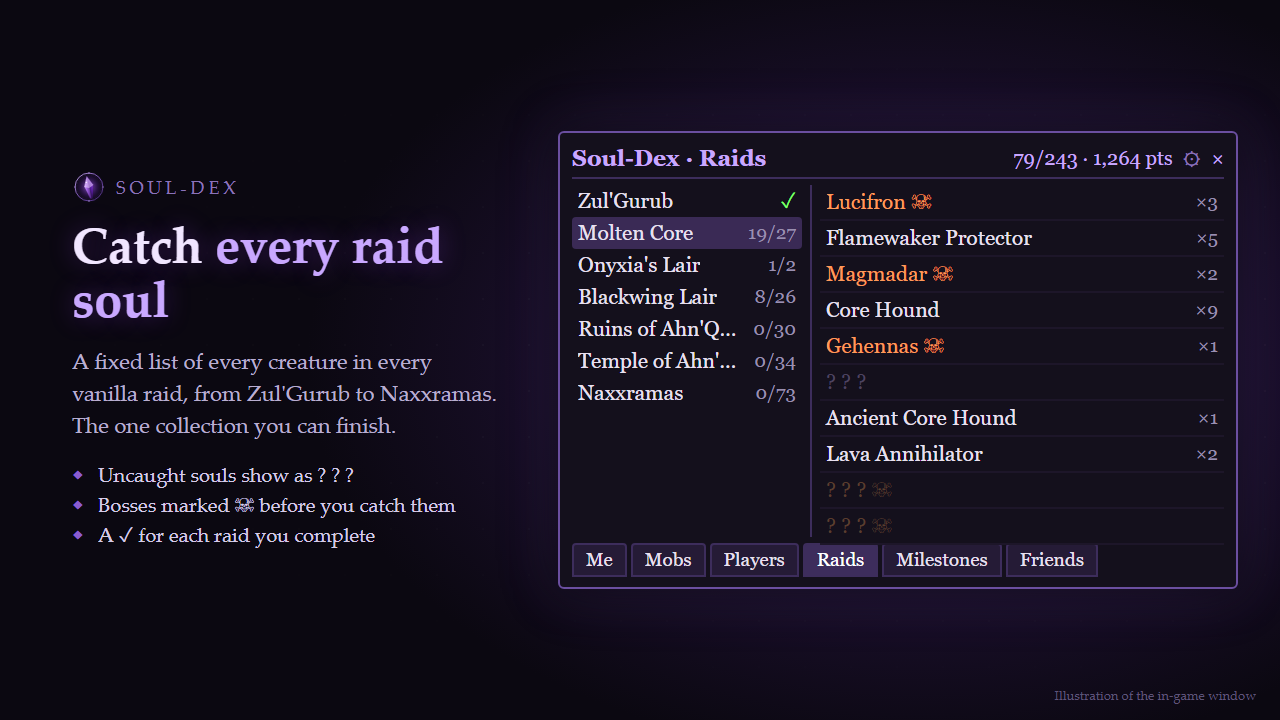 SOUL-DEX
Catch every raid
soul
A fixed list of every creature in every
vanilla raid, from Zul'Gurub to Naxxramas.
The one collection you can finish.
Uncaught souls show as ? ? ?
Bosses marked ☠ before you catch them
A ✓ for each raid you complete
Soul-Dex · Raids
79/243 · 1,264 pts ⚙ ×
Zul'Gurub ✓
Molten Core 19/27
Onyxia's Lair 1/2
Blackwing Lair 8/26
Ruins of Ahn'Q... 0/30
Temple of Ahn'... 0/34
Naxxramas 0/73
Lucifron ☠ ×3
Flamewaker Protector ×5
Magmadar ☠ ×2
Core Hound ×9
Gehennas ☠ ×1
? ? ?
Ancient Core Hound ×1
Lava Annihilator ×2
? ? ? ☠
? ? ? ☠
Me Mobs Players Raids Milestones Friends
Illustration of the in-game window